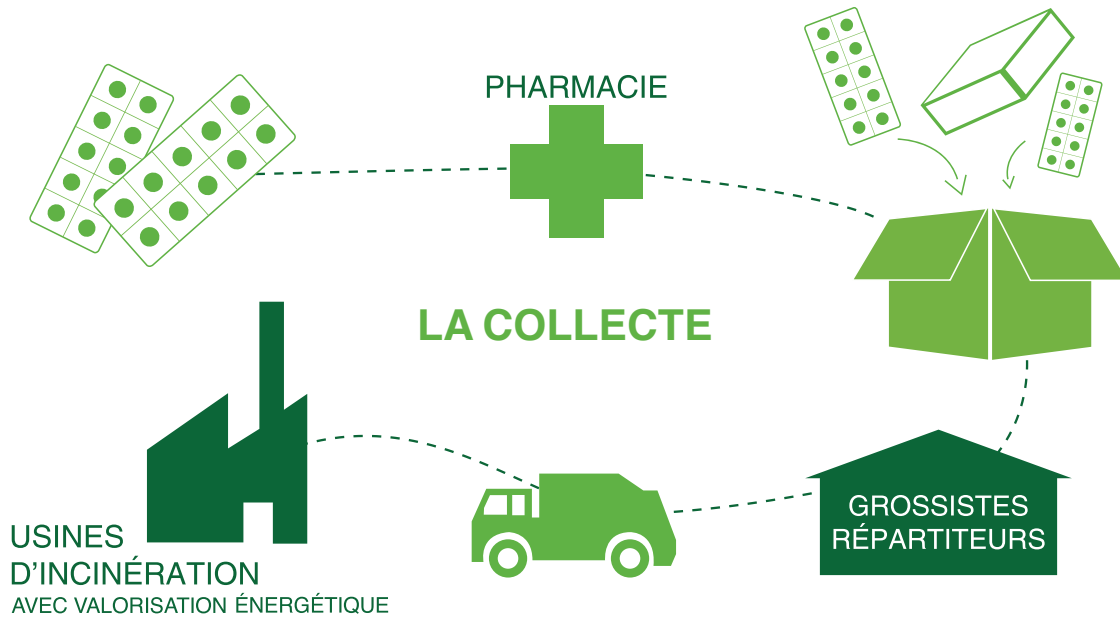 PHARMACIE
LA COLLECTE
GROSSISTES
RÉPARTITEURS
USINES
D'INCINÉRATION
AVEC VALORISATION ÉNERGÉTIQUE